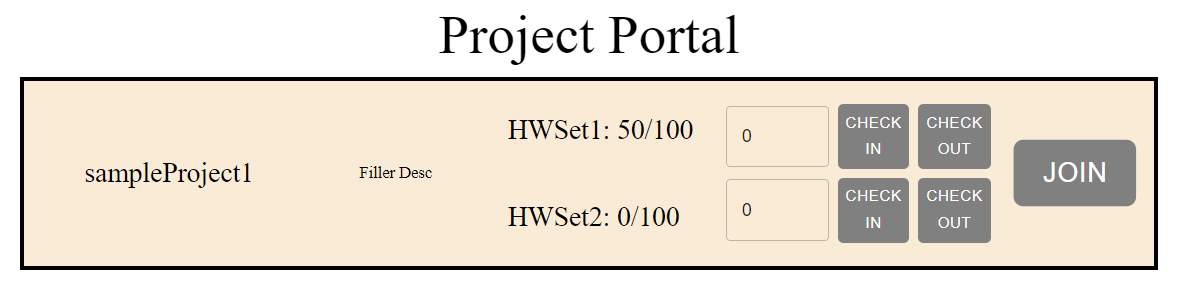 Project Portal
sampleProject1
Filler Desc
HWSet1: 50/100
0
CHECK
IN
CHECK
OUT
HWSet2: 0/100
0
CHECK
IN
CHECK
OUT
JOIN